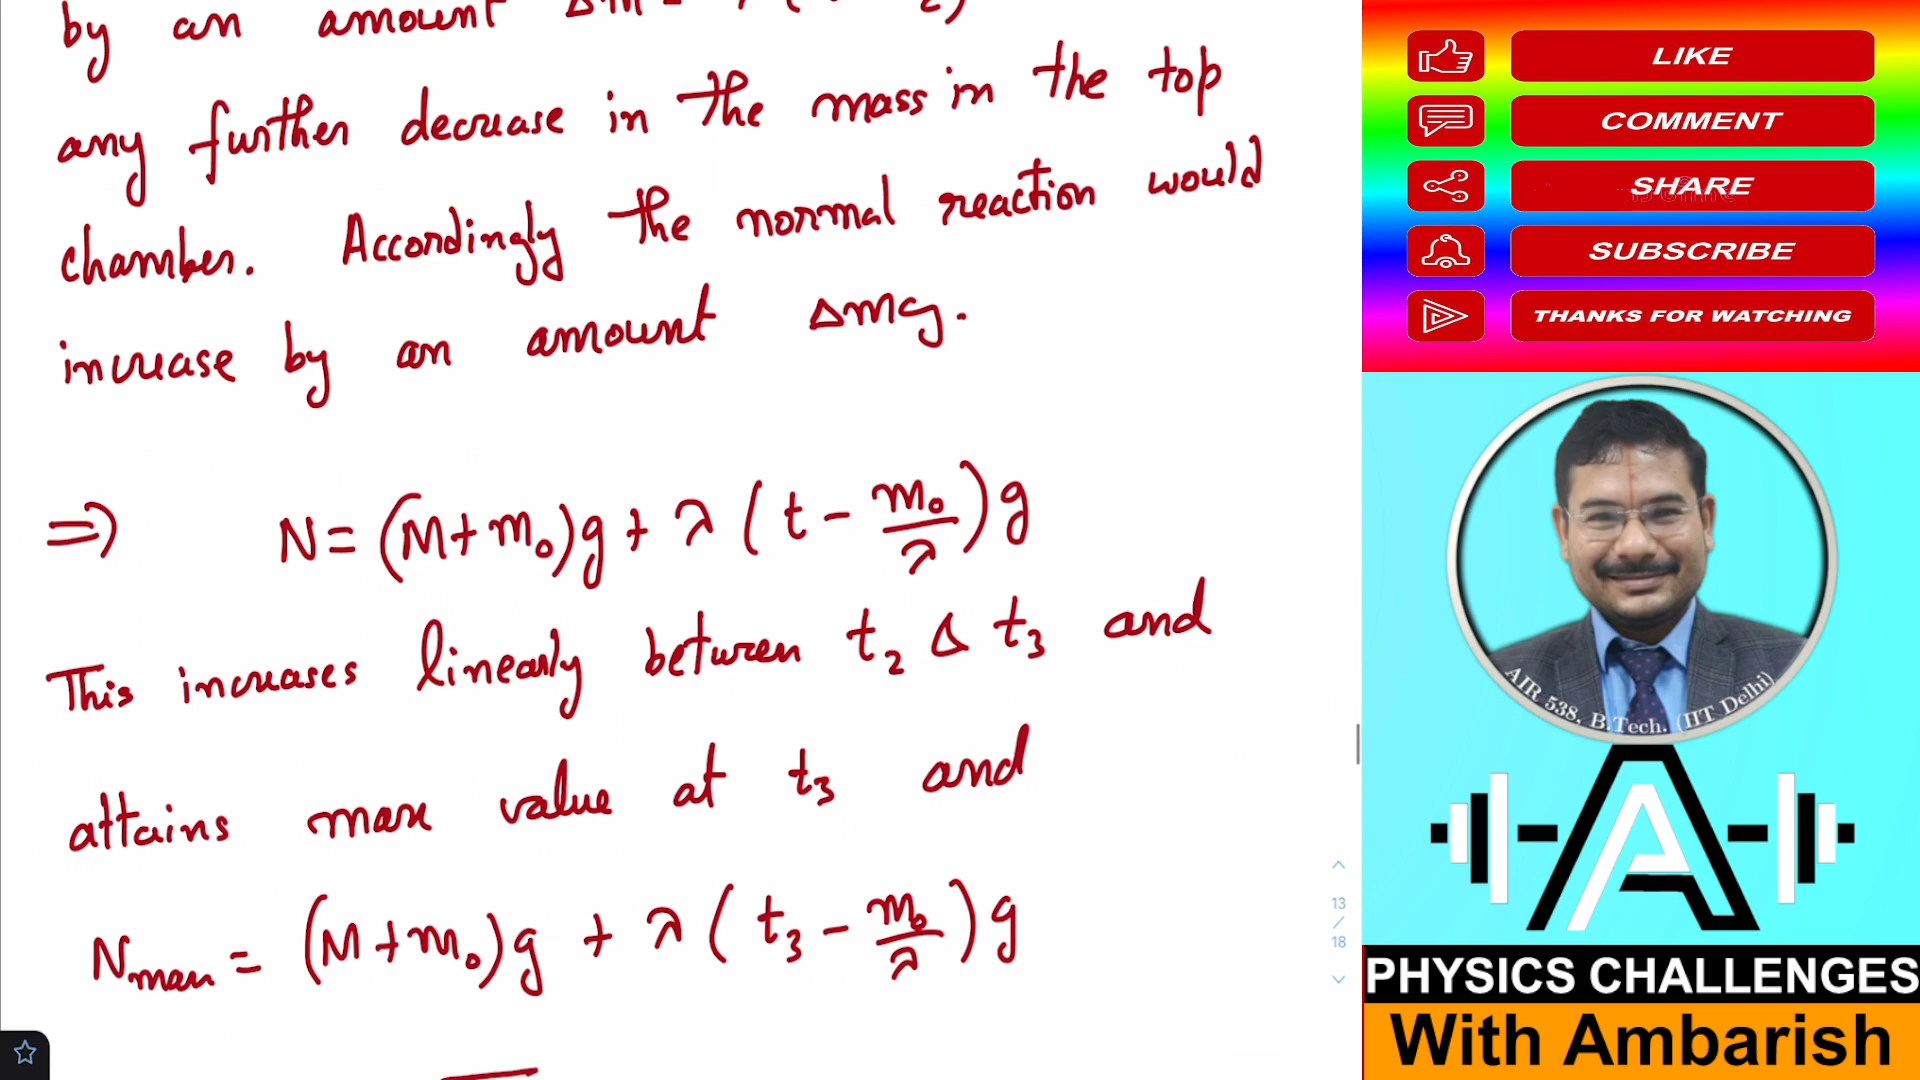 by an amount
any further decrease in the mass in the top
chamber. Accordingly the normal reaction would
increase by an amount Δmg.
⇒ N = (M+m₀)g + λ(t − m₀/λ)g
This increases linearly between t₂ & t₃ and
attains max value at t₃ and
Nmax = (M+m₀)g + λ(t₃ − m₀/λ)g
13
/
18
LIKE
COMMENT
SHARE
SUBSCRIBE
THANKS FOR WATCHING
AIR 538, B.Tech. (IIT Delhi)
A
PHYSICS CHALLENGES
With Ambarish